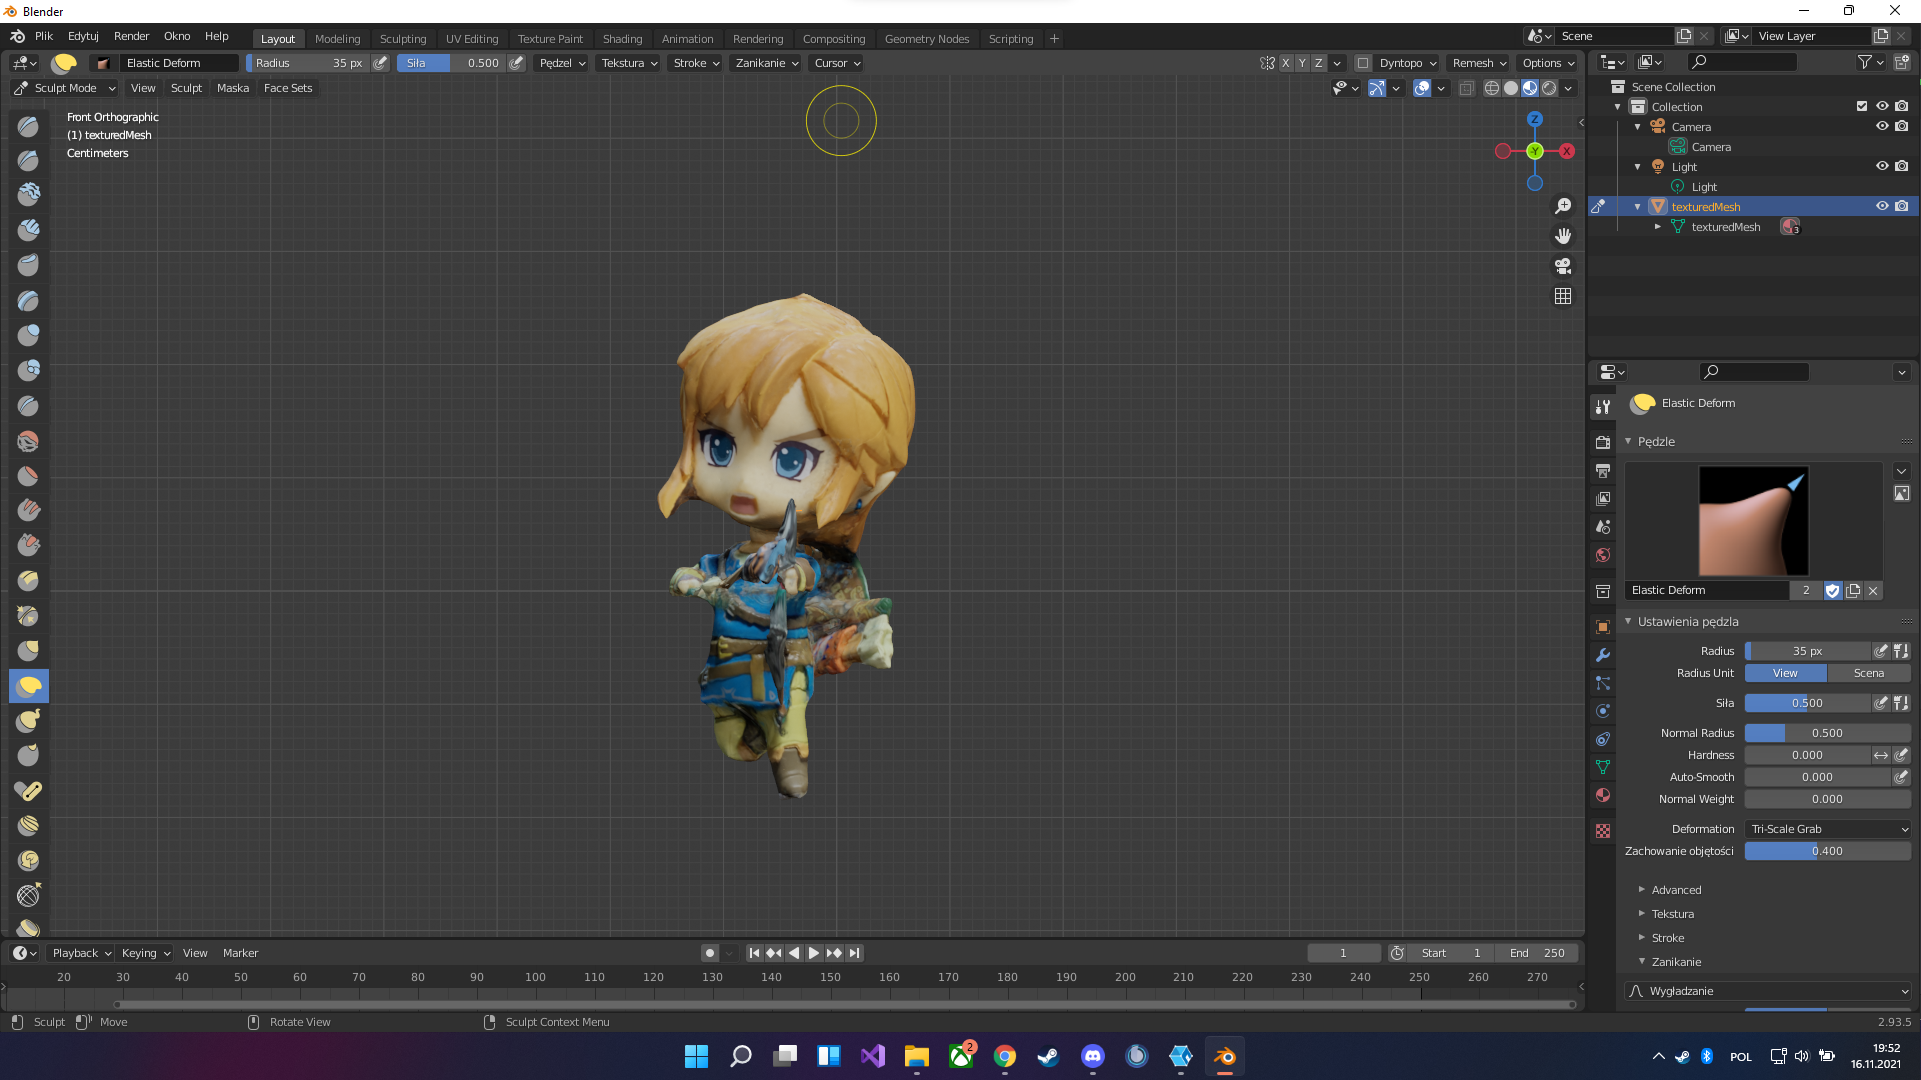 Blender
Plik Edytuj Render Okno Help
Layout Modeling Sculpting UV Editing Texture Paint Shading Animation Rendering Compositing Geometry Nodes Scripting +
Scene
View Layer
Elastic Deform Radius 35 px Siła 0.500 Pędzel Tekstura Stroke Zanikanie Cursor X Y Z Dyntopo Remesh Options
Sculpt Mode View Sculpt Maska Face Sets
Front Orthographic
(1) texturedMesh
Centimeters
Z
Y
X
Scene Collection
Collection
Camera
Camera
Light
Light
texturedMesh
texturedMesh 3
Elastic Deform
Pędzle
Elastic Deform 2
Ustawienia pędzla
Radius 35 px
Radius Unit View Scena
Siła 0.500
Normal Radius 0.500
Hardness 0.000
Auto-Smooth 0.000
Normal Weight 0.000
Deformation Tri-Scale Grab
Zachowanie objętości 0.400
Advanced
Tekstura
Stroke
Zanikanie
Wygładzanie
Playback Keying View Marker 1 Start 1 End 250
20 30 40 50 60 70 80 90 100 110 120 130 140 150 160 170 180 190 200 210 220 230 240 250 260 270
Sculpt Move Rotate View Sculpt Context Menu 2.93.5
2
POL
19:52
16.11.2021